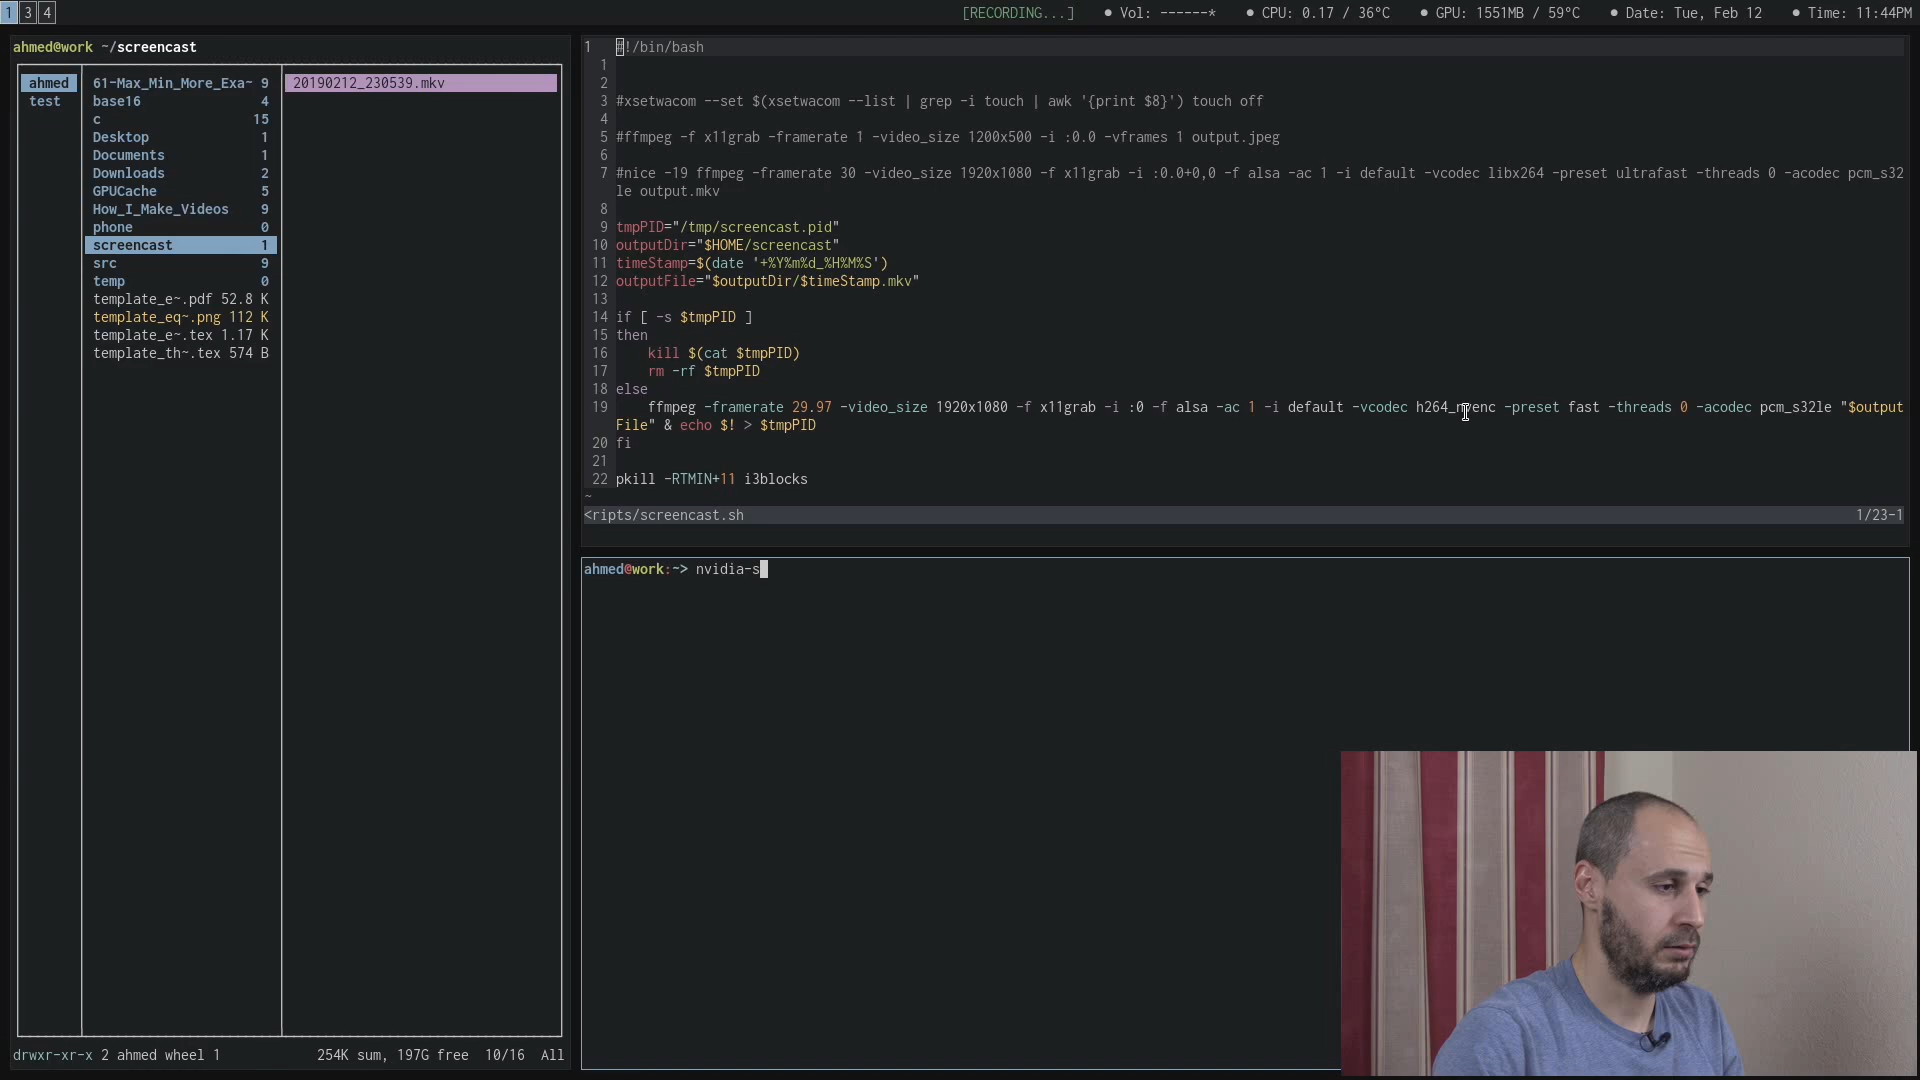 1 3 4
[RECORDING...] ● Vol: ------* ● CPU: 0.17 / 36°C ● GPU: 1551MB / 59°C ● Date: Tue, Feb 12 ● Time: 11:44PM
ahmed@work ~/screencast
ahmed
test
61-Max_Min_More_Exa~ 9
base16 4
c 15
Desktop 1
Documents 1
Downloads 2
GPUCache 5
How_I_Make_Videos 9
phone 0
screencast 1
src 9
temp 0
template_e~.pdf 52.8 K
template_eq~.png 112 K
template_e~.tex 1.17 K
template_th~.tex 574 B
20190212_230539.mkv
drwxr-xr-x 2 ahmed wheel 1 254K sum, 197G free 10/16 All
1 #!/bin/bash
1
2
3 #xsetwacom --set $(xsetwacom --list | grep -i touch | awk '{print $8}') touch off
4
5 #ffmpeg -f x11grab -framerate 1 -video_size 1200x500 -i :0.0 -vframes 1 output.jpeg
6
7 #nice -19 ffmpeg -framerate 30 -video_size 1920x1080 -f x11grab -i :0.0+0,0 -f alsa -ac 1 -i default -vcodec libx264 -preset ultrafast -threads 0 -acodec pcm_s32
le output.mkv
8
9 tmpPID="/tmp/screencast.pid"
10 outputDir="$HOME/screencast"
11 timeStamp=$(date '+%Y%m%d_%H%M%S')
12 outputFile="$outputDir/$timeStamp.mkv"
13
14 if [ -s $tmpPID ]
15 then
16 kill $(cat $tmpPID)
17 rm -rf $tmpPID
18 else
19 ffmpeg -framerate 29.97 -video_size 1920x1080 -f x11grab -i :0 -f alsa -ac 1 -i default -vcodec h264_nvenc -preset fast -threads 0 -acodec pcm_s32le "$output
File" & echo $! > $tmpPID
20 fi
21
22 pkill -RTMIN+11 i3blocks
~
<ripts/screencast.sh 1/23-1
ahmed@work:~> nvidia-s